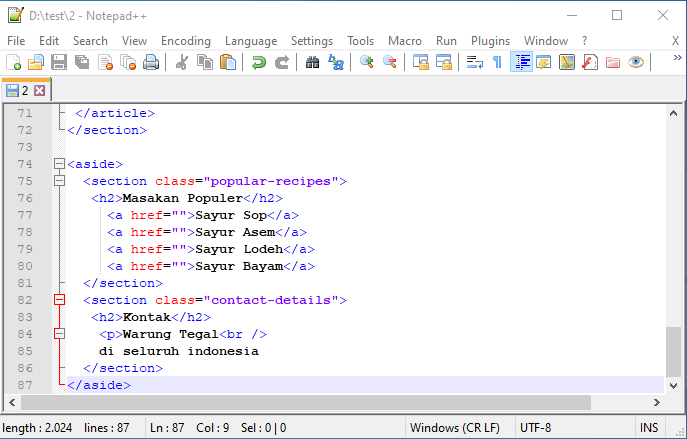 D:\test\2 - Notepad++
File Edit Search View Encoding Language Settings Tools Macro Run Plugins Window ? X
2
71 </article>
72 </section>
73
74 <aside>
75 <section class="popular-recipes">
76 <h2>Masakan Populer</h2>
77 <a href="">Sayur Sop</a>
78 <a href="">Sayur Asem</a>
79 <a href="">Sayur Lodeh</a>
80 <a href="">Sayur Bayam</a>
81 </section>
82 <section class="contact-details">
83 <h2>Kontak</h2>
84 <p>Warung Tegal<br />
85 di seluruh indonesia
86 </section>
87 </aside>
length : 2.024 lines : 87 Ln : 87 Col : 9 Sel : 0 | 0 Windows (CR LF) UTF-8 INS